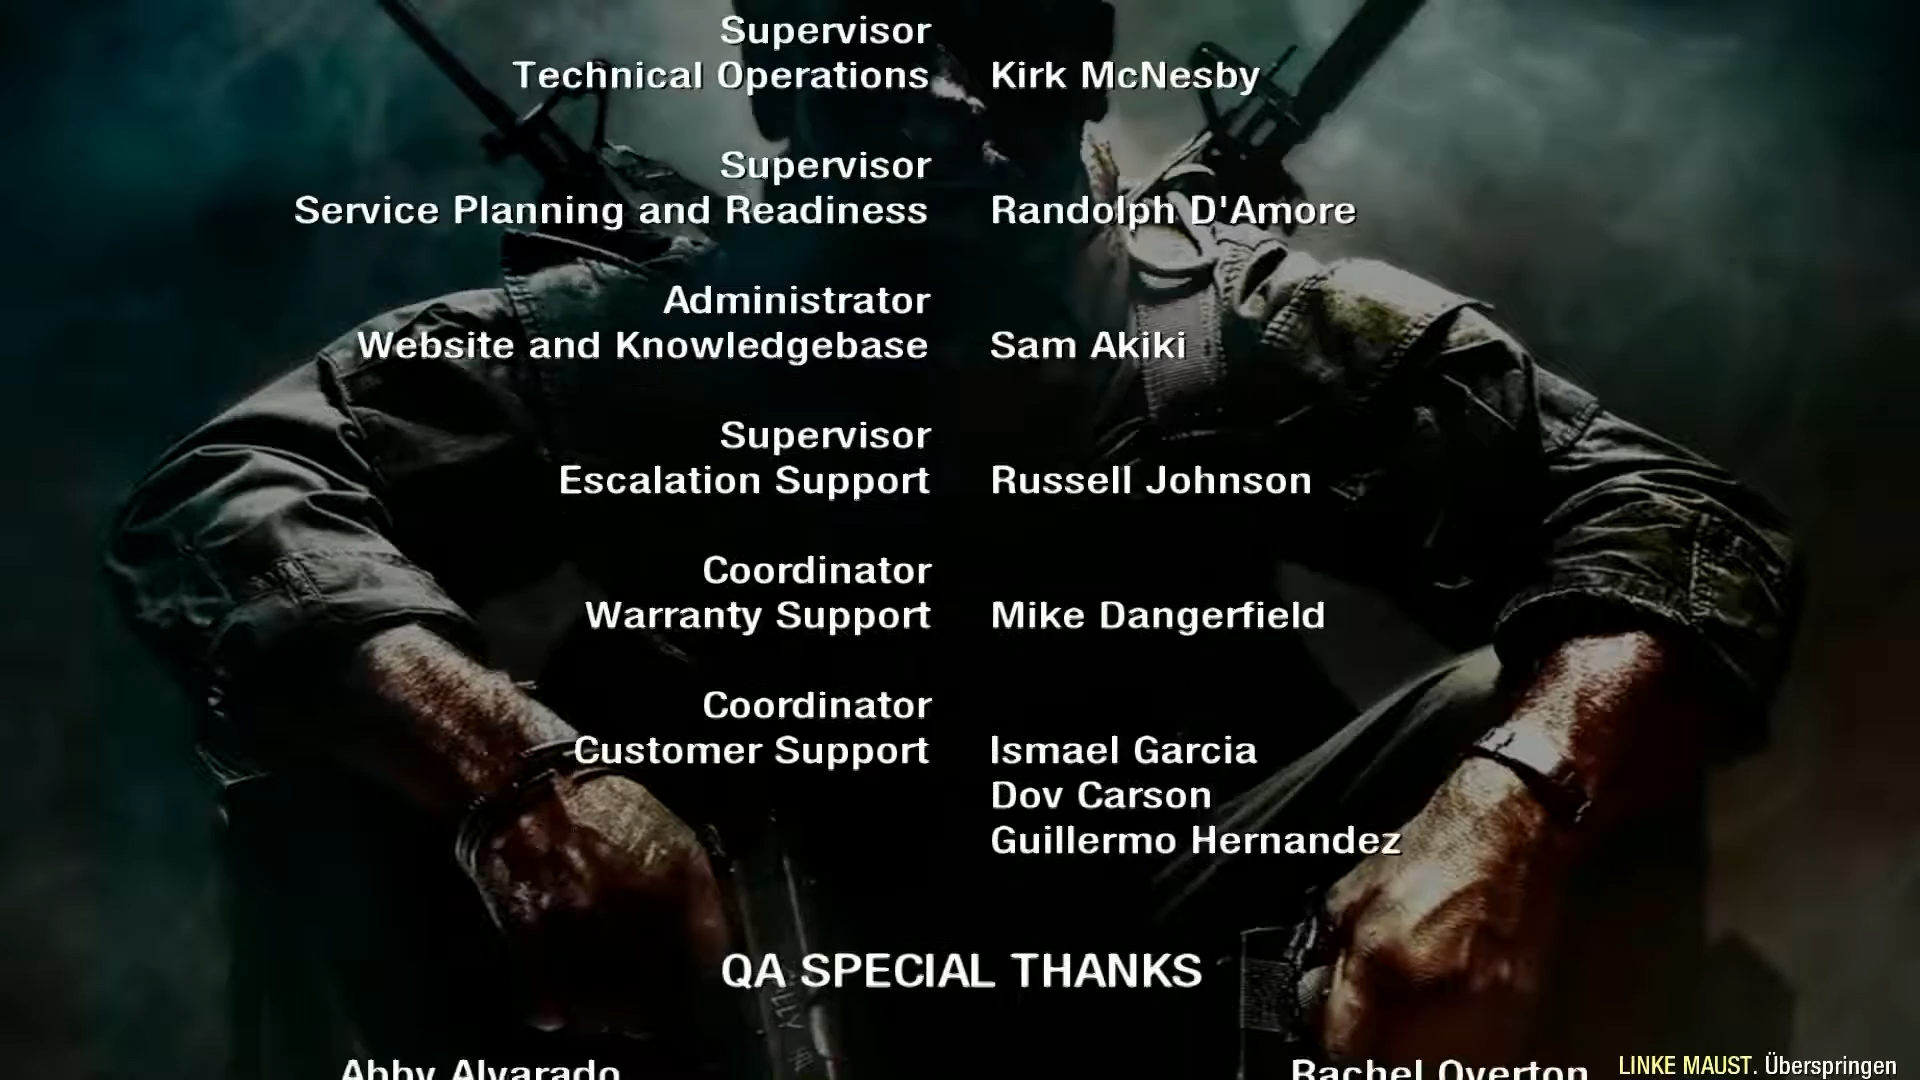 Supervisor
Technical Operations Kirk McNesby
Supervisor
Service Planning and Readiness Randolph D'Amore
Administrator
Website and Knowledgebase Sam Akiki
Supervisor
Escalation Support Russell Johnson
Coordinator
Warranty Support Mike Dangerfield
Coordinator
Customer Support Ismael Garcia
Dov Carson
Guillermo Hernandez
QA SPECIAL THANKS
Abby Alvarado Rachel Overton
LINKE MAUST. Überspringen